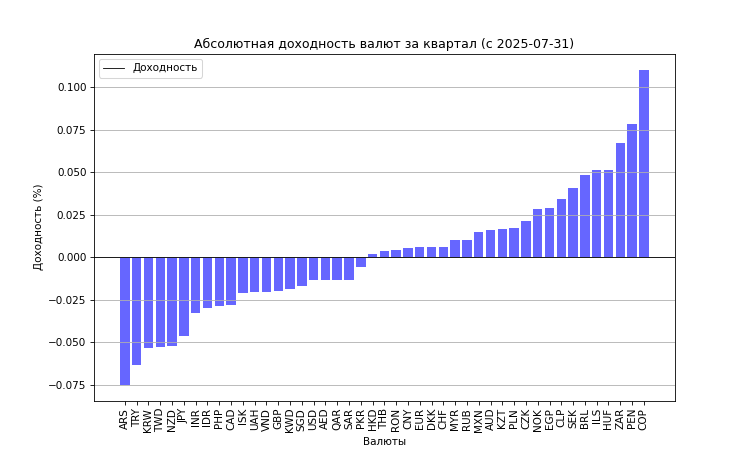 Абсолютная доходность валют за квартал (с 2025-07-31)
Доходность
0.100
0.075
0.050
0.025
0.000
−0.025
−0.050
−0.075
Доходность (%)
ARS TRY KRW TWD NZD JPY INR IDR PHP CAD ISK UAH VND GBP KWD SGD USD AED QAR SAR PKR HKD THB RON CNY EUR DKK CHF MYR RUB MXN AUD KZT PLN CZK NOK EGP CLP SEK BRL ILS HUF ZAR PEN COP
Валюты